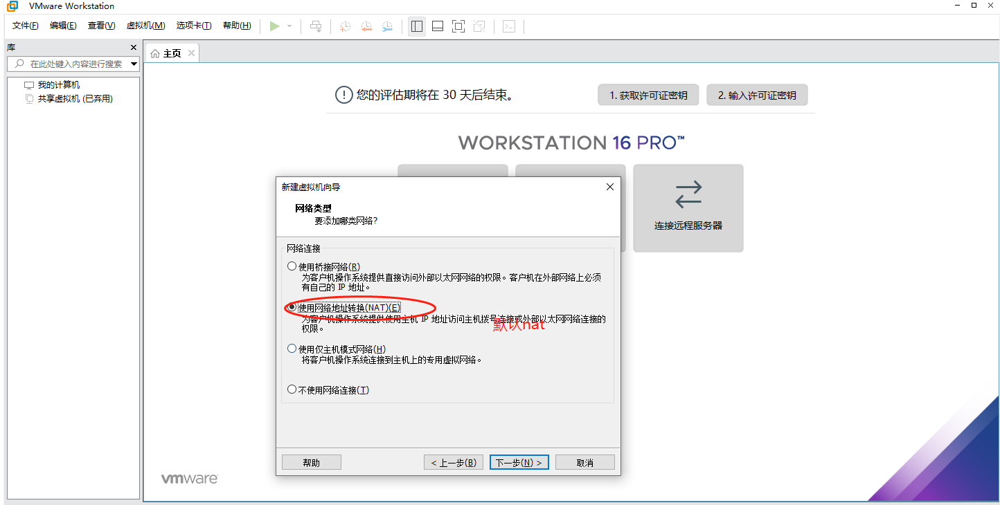 VMware Workstation
文件(F) 编辑(E) 查看(V) 虚拟机(M) 选项卡(T) 帮助(H)
库
主页
在此处键入内容进行搜索
我的计算机
共享虚拟机 (已弃用)
您的评估期将在 30 天后结束。
1. 获取许可证密钥
2. 输入许可证密钥
WORKSTATION 16 PRO™
连接远程服务器
新建虚拟机向导
网络类型
要添加哪类网络?
网络连接
使用桥接网络(R)
为客户机操作系统提供直接访问外部以太网网络的权限。客户机在外部网络上必须
有自己的 IP 地址。
使用网络地址转换(NAT)(E)
为客户机操作系统提供使用主机 IP 地址访问主机拨号连接或外部以太网网络连接的
权限。
默认nat
使用仅主机模式网络(H)
将客户机操作系统连接到主机上的专用虚拟网络。
不使用网络连接(T)
帮助
< 上一步(B)
下一步(N) >
取消
vmware